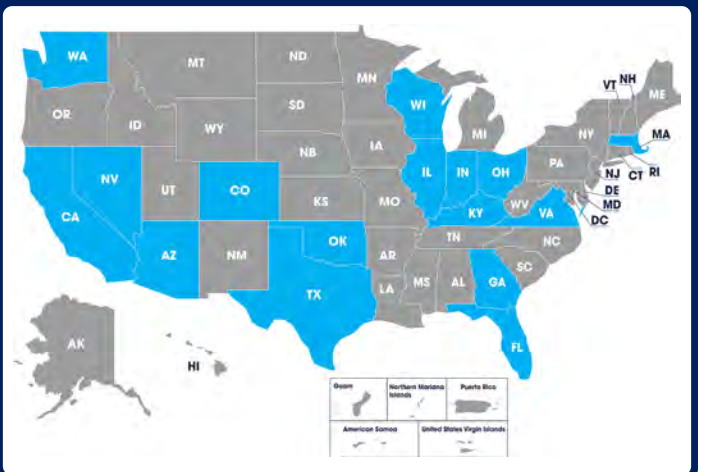 WA
MT
ND
MN
VT
NH
ME
OR
ID
WY
SD
WI
MI
NY
MA
NV
UT
CO
NB
IA
IL
IN
OH
PA
NJ
CT
RI
CA
KS
MO
KY
WV
VA
DE
MD
DC
AZ
NM
OK
AR
TN
NC
TX
LA
MS
AL
GA
SC
FL
AK
HI
Guam
Northern Mariana
Islands
Puerto Rico
American Samoa
United States Virgin Islands